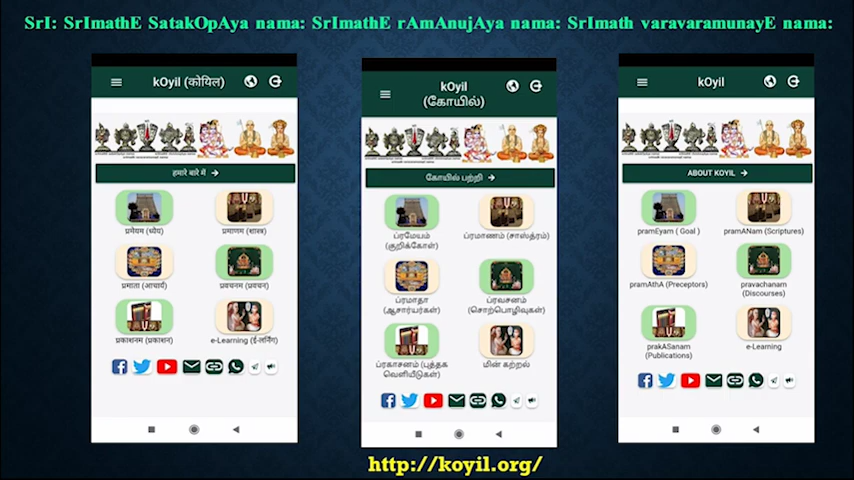 SrI: SrImathE SatakOpAya nama: SrImathE rAmAnujAya nama: SrImath varavaramunayE nama:
kOyil (कोयिल)
हमारे बारे में
प्रमेयम (ध्येय)
प्रमाणम (शास्त्र)
प्रमाता (आचार्य)
प्रवचनम (प्रवचन)
प्रकाशनम (प्रकाशन)
e-Learning (ई-लर्निंग)
kOyil
(கோயில்)
கோயில் பற்றி
ப்ரமேயம்
(குறிக்கோள்)
ப்ரமாணம் (சாஸ்த்ரம்)
ப்ரமாதா
(ஆசார்யர்கள்)
ப்ரவசனம்
(சொற்பொழிவுகள்)
ப்ரகாசனம் (புத்தக
வெளியீடுகள்)
மின் கற்றல்
kOyil
ABOUT KOYIL
pramEyam ( Goal )
pramANam (Scriptures)
pramAthA (Preceptors)
pravachanam
(Discourses)
prakASanam
(Publications)
e-Learning
http://koyil.org/